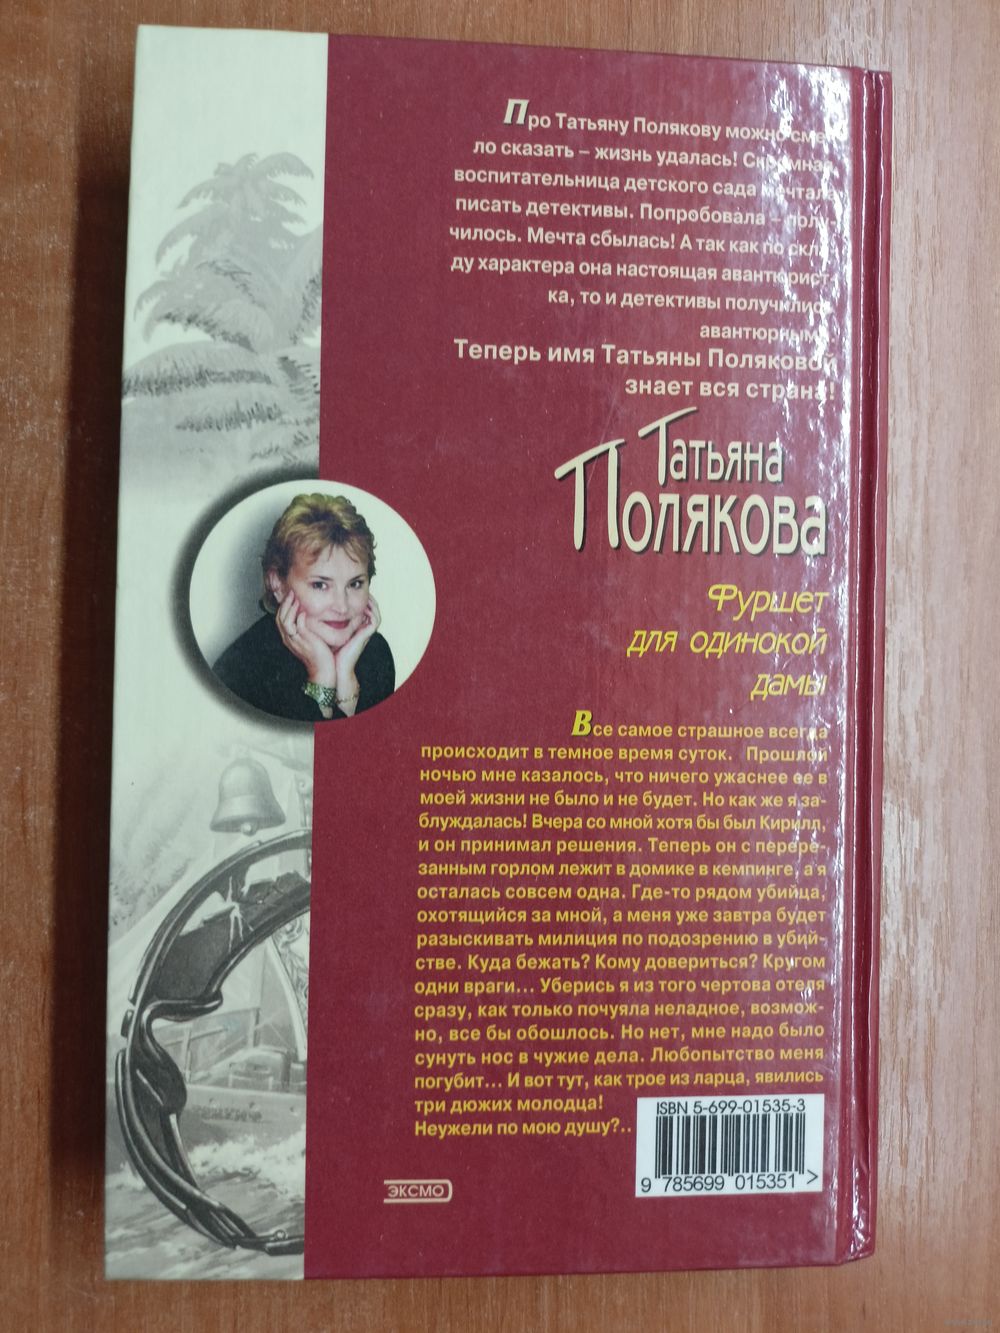 Про Татьяну Полякову можно сме-
ло сказать – жизнь удалась! Скромная
воспитательница детского сада мечтала
писать детективы. Попробовала – полу-
чилось. Мечта сбылась! А так как по скла-
ду характера она настоящая авантюрист-
ка, то и детективы получились
авантюрными.
Теперь имя Татьяны Поляковой
знает вся страна!
Татьяна
Полякова
Фуршет
для одинокой
дамы
Все самое страшное всегда
происходит в темное время суток. Прошлой
ночью мне казалось, что ничего ужаснее ее в
моей жизни не было и не будет. Но как же я за-
блуждалась! Вчера со мной хотя бы был Кирилл,
и он принимал решения. Теперь он с перере-
занным горлом лежит в домике в кемпинге, а я
осталась совсем одна. Где-то рядом убийца,
охотящийся за мной, а меня уже завтра будет
разыскивать милиция по подозрению в убий-
стве. Куда бежать? Кому довериться? Кругом
одни враги... Уберись я из того чертова отеля
сразу, как только почуяла неладное, возмож-
но, все бы обошлось. Но нет, мне надо было
сунуть нос в чужие дела. Любопытство меня
погубит... И вот тут, как трое из ларца, явились
три дюжих молодца!
Неужели по мою душу?..
ISBN 5-699-01535-3
9 785699 015351 >
ЭКСМО